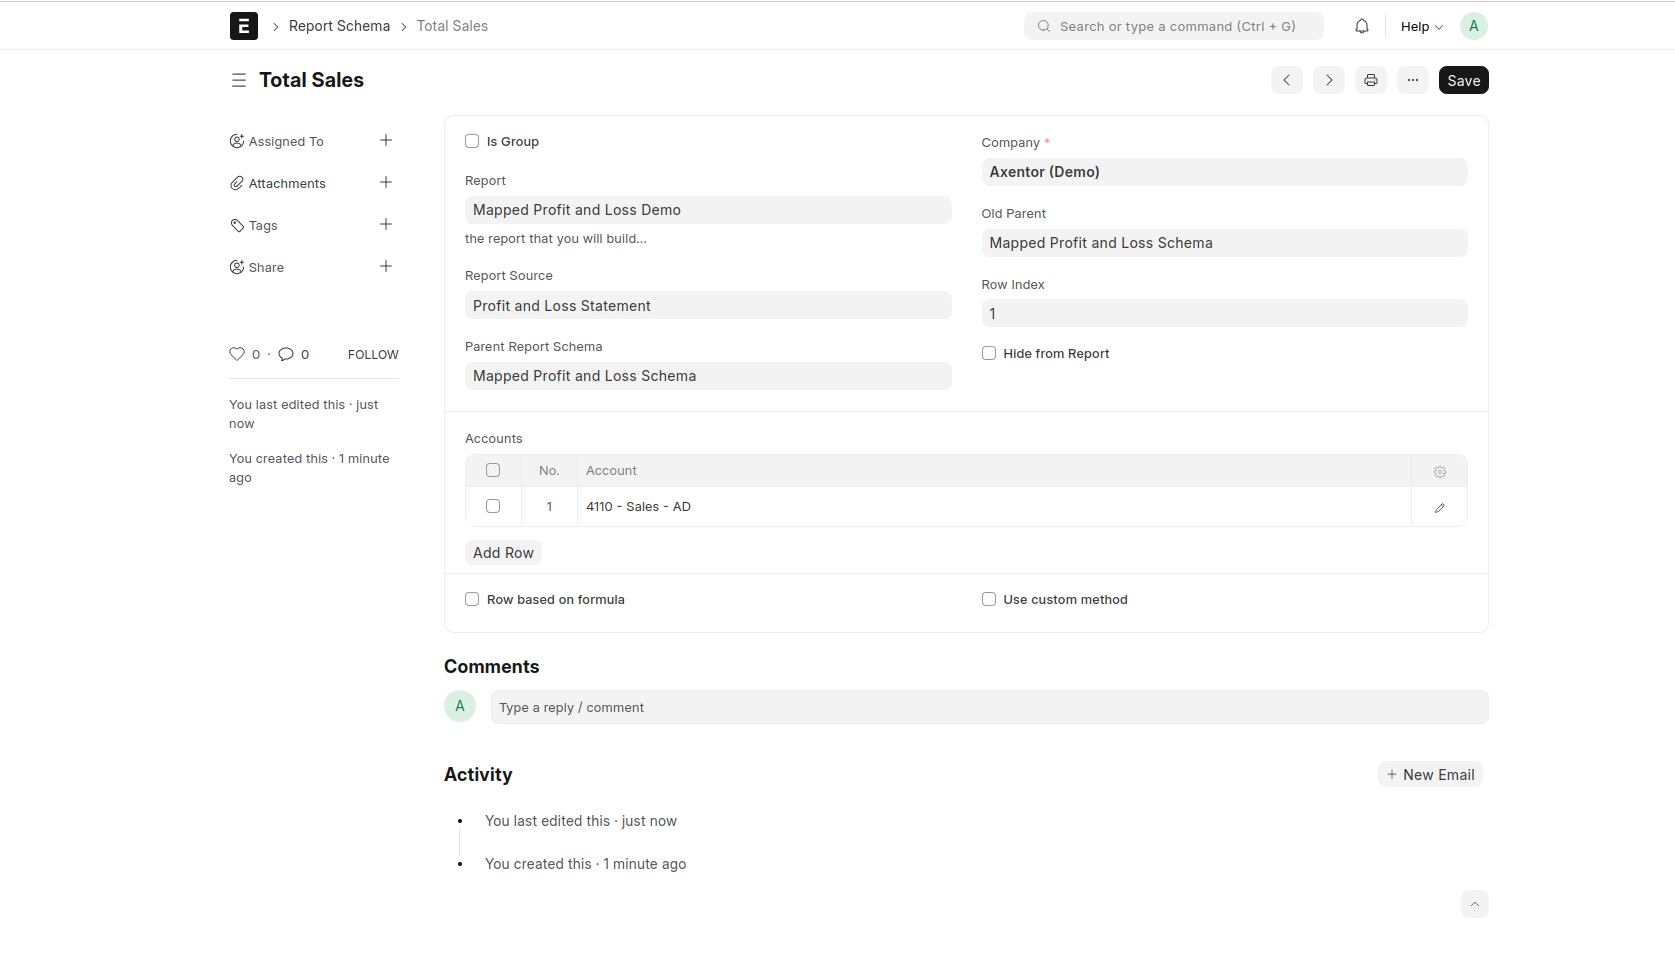 E
Report Schema
Total Sales
Search or type a command (Ctrl + G)
Help
A
Total Sales
Save
Assigned To
Attachments
Tags
Share
0 · 0
FOLLOW
You last edited this · just
now
You created this · 1 minute
ago
Is Group
Report
Mapped Profit and Loss Demo
the report that you will build...
Report Source
Profit and Loss Statement
Parent Report Schema
Mapped Profit and Loss Schema
Company *
Axentor (Demo)
Old Parent
Mapped Profit and Loss Schema
Row Index
1
Hide from Report
Accounts
No. Account
1 4110 - Sales - AD
Add Row
Row based on formula
Use custom method
Comments
A
Type a reply / comment
Activity
+ New Email
You last edited this · just now
You created this · 1 minute ago